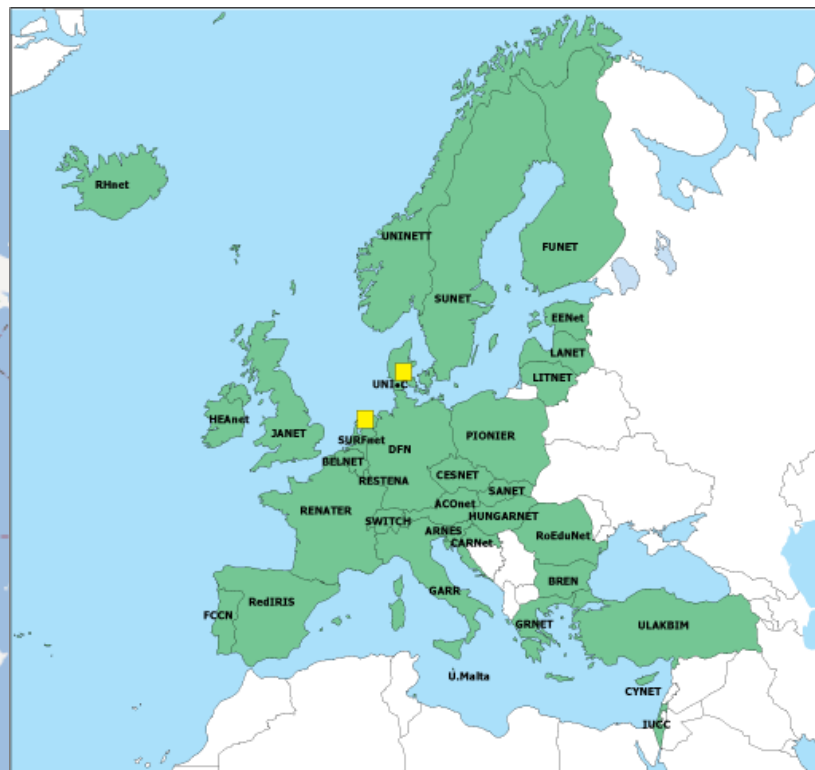 RHnet
UNINETT
FUNET
SUNET
EENet
LANET
LITNET
UNI•C
HEAnet
JANET
SURFnet
DFN
PIONIER
BELNET
CESNET
RESTENA
SANET
ACOnet
RENATER
HUNGARNET
SWITCH
ARNES
RoEduNet
CARNet
BREN
GARR
RedIRIS
FCCN
GRNET
ULAKBIM
U.Malta
CYNET
IUCC